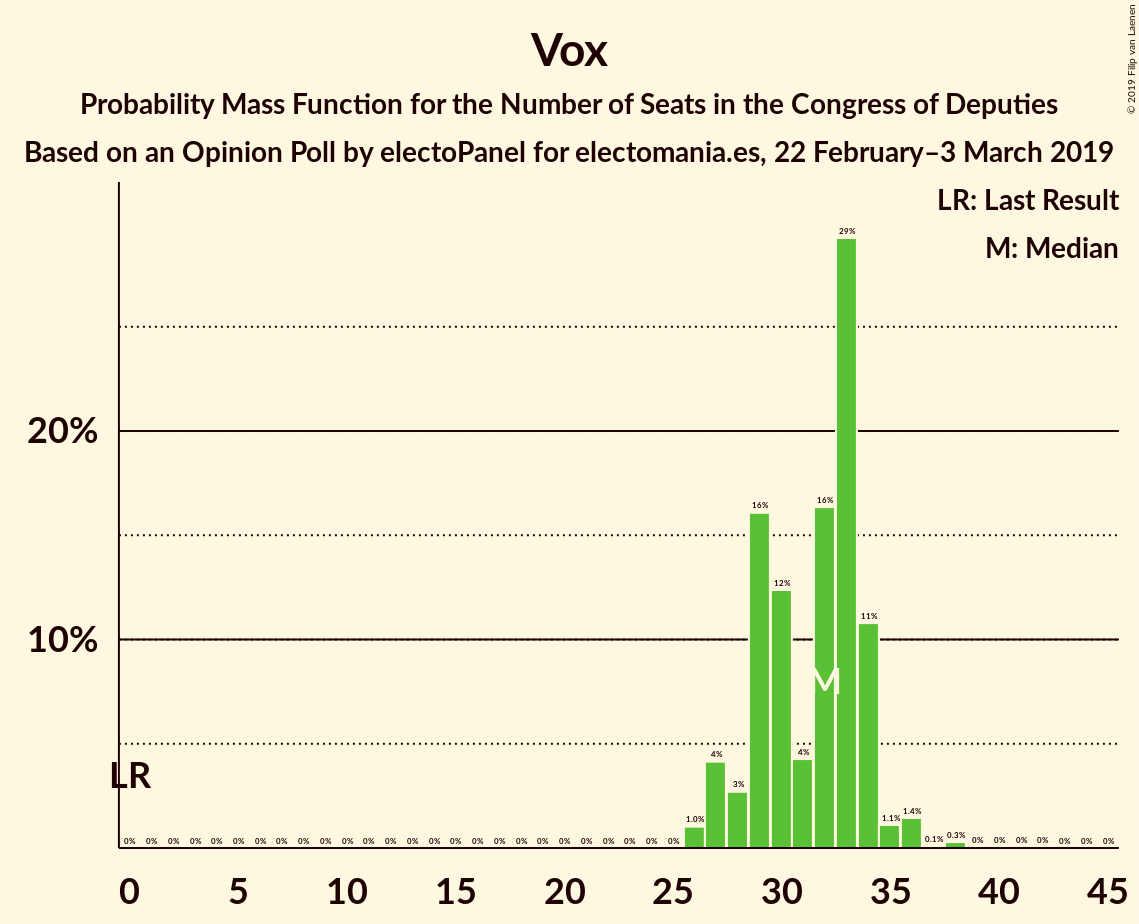 © 2019 Filip van Laenen
Vox
Probability Mass Function for the Number of Seats in the Congress of Deputies
Based on an Opinion Poll by electoPanel for electomania.es, 22 February–3 March 2019
LR: Last Result
M: Median
29%
20%
16% 16%
12%
11%
10%
M
4% 4%
3%
LR
0% 0% 0% 0% 0% 0% 0% 0% 0% 0% 0% 0% 0% 0% 0% 0% 0% 0% 0% 0% 0% 0% 0% 0% 0% 0% 1.0% 1.1% 1.4% 0.1% 0.3% 0% 0% 0% 0% 0% 0% 0%
0 5 10 15 20 25 30 35 40 45